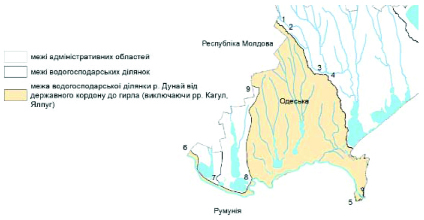 1
2
Республіка Молдова
межі адміністративних областей
3
4
межі водогосподарських ділянок
межа водогосподарської ділянки р. Дунай від
державного кордону до гирла (виключаючи рр. Кагул,
Ялпуг)
9
Одеська
6
7
8
5
Румунія